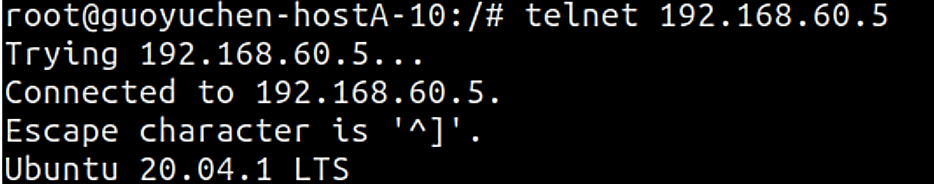 root@guoyuchen-hostA-10:/# telnet 192.168.60.5
Trying 192.168.60.5...
Connected to 192.168.60.5.
Escape character is '^]'.
Ubuntu 20.04.1 LTS